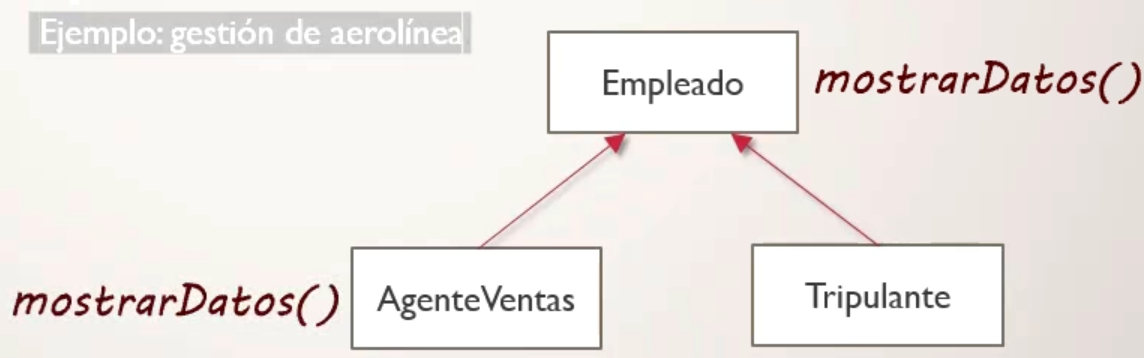 Ejemplo: gestión de aerolínea
Empleado
mostrarDatos()
mostrarDatos()
AgenteVentas
Tripulante